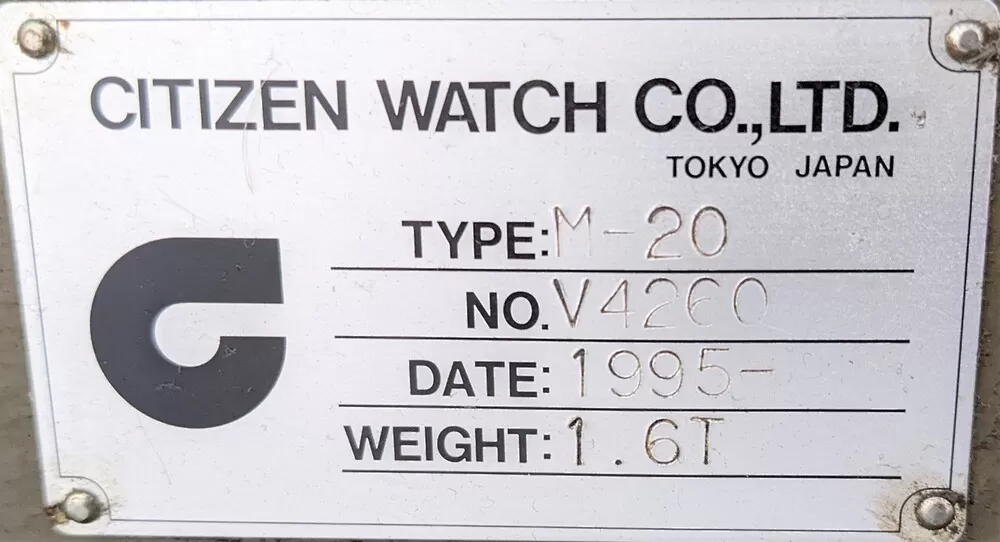 CITIZEN WATCH CO.,LTD.
TOKYO JAPAN
TYPE: M-20
NO. V4260
DATE: 1995-
WEIGHT: 1.6T